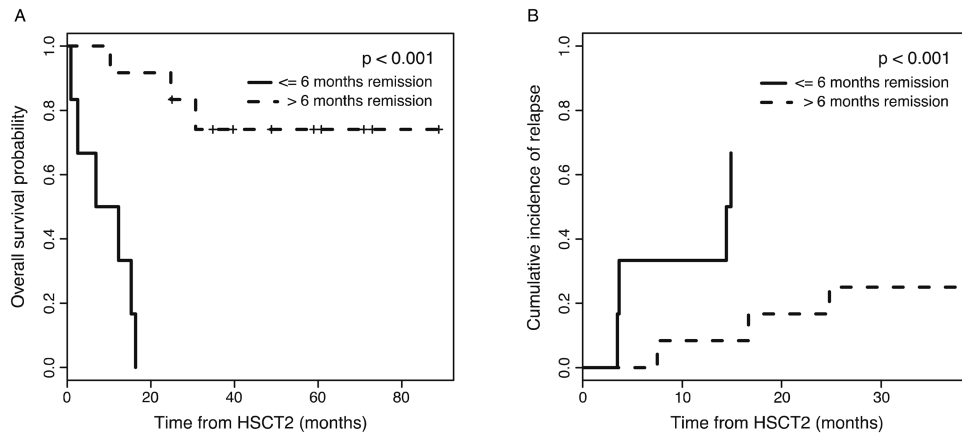 A
Overall survival probability
1.0
0.8
0.6
0.4
0.2
0.0
p < 0.001
<= 6 months remission
> 6 months remission
0 20 40 60 80
Time from HSCT2 (months)
B
Cumulative incidence of relapse
1.0
0.8
0.6
0.4
0.2
0.0
p < 0.001
<= 6 months remission
> 6 months remission
0 10 20 30
Time from HSCT2 (months)